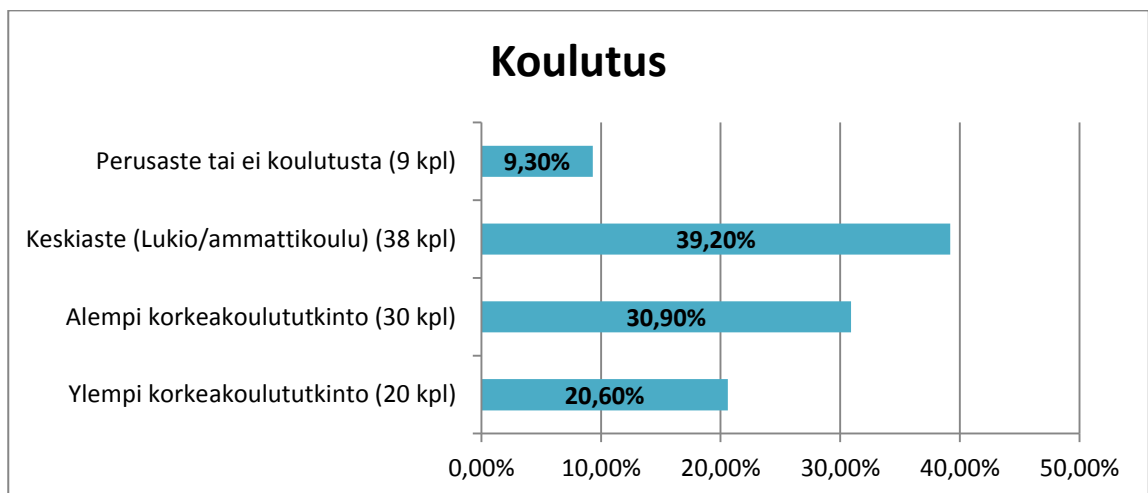 Koulutus
Perusaste tai ei koulutusta (9 kpl)
9,30%
Keskiaste (Lukio/ammattikoulu) (38 kpl)
39,20%
Alempi korkeakoulututkinto (30 kpl)
30,90%
Ylempi korkeakoulututkinto (20 kpl)
20,60%
0,00% 10,00% 20,00% 30,00% 40,00% 50,00%